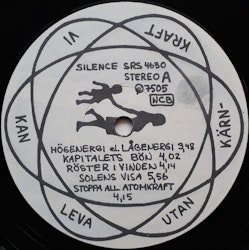 VI
KRAFT
KAN
KÄRN-
LEVA
UTAN
SILENCE SRS 4630
STEREO A
℗ 7505
NCB
HÖGENERGI el. LÅGENERGI 3,48
KAPITALETS BÖN 4,02
RÖSTER I VINDEN 4,14
SOLENS VISA 5,56
STOPPA ALL ATOMKRAFT
4,15